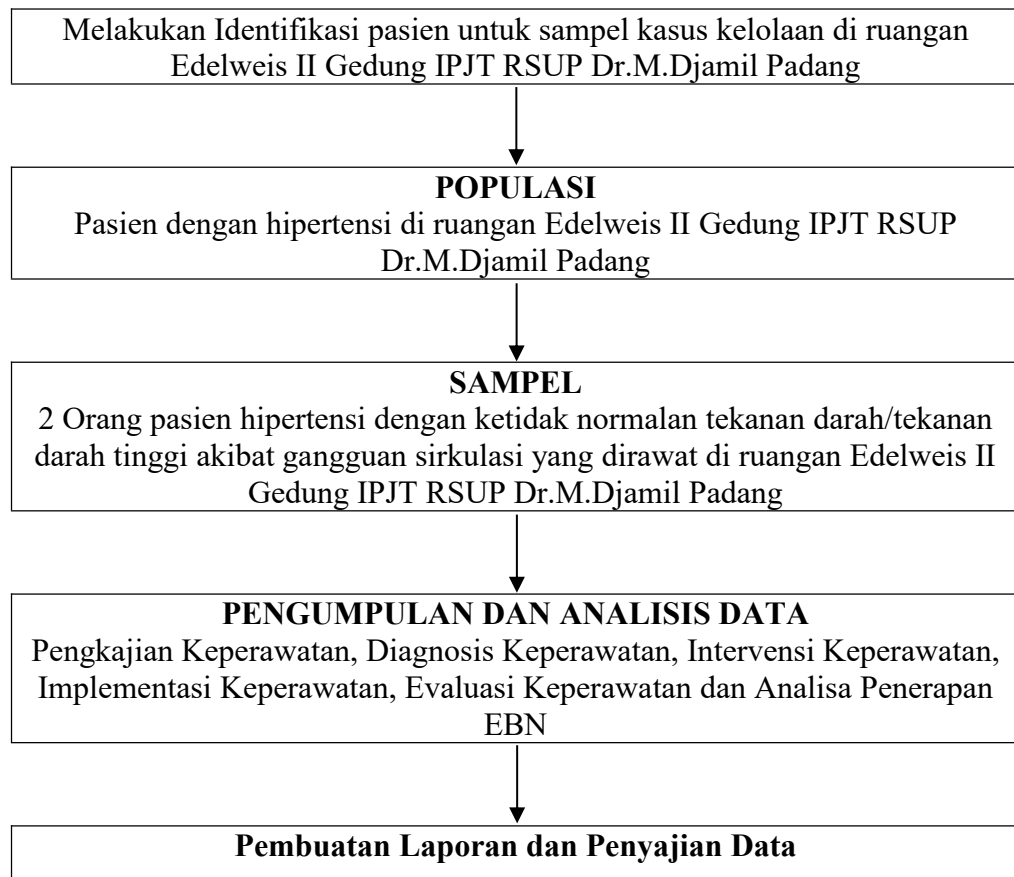 Melakukan Identifikasi pasien untuk sampel kasus kelolaan di ruangan
Edelweis II Gedung IPJT RSUP Dr.M.Djamil Padang
POPULASI
Pasien dengan hipertensi di ruangan Edelweis II Gedung IPJT RSUP
Dr.M.Djamil Padang
SAMPEL
2 Orang pasien hipertensi dengan ketidak normalan tekanan darah/tekanan
darah tinggi akibat gangguan sirkulasi yang dirawat di ruangan Edelweis II
Gedung IPJT RSUP Dr.M.Djamil Padang
PENGUMPULAN DAN ANALISIS DATA
Pengkajian Keperawatan, Diagnosis Keperawatan, Intervensi Keperawatan,
Implementasi Keperawatan, Evaluasi Keperawatan dan Analisa Penerapan
EBN
Pembuatan Laporan dan Penyajian Data